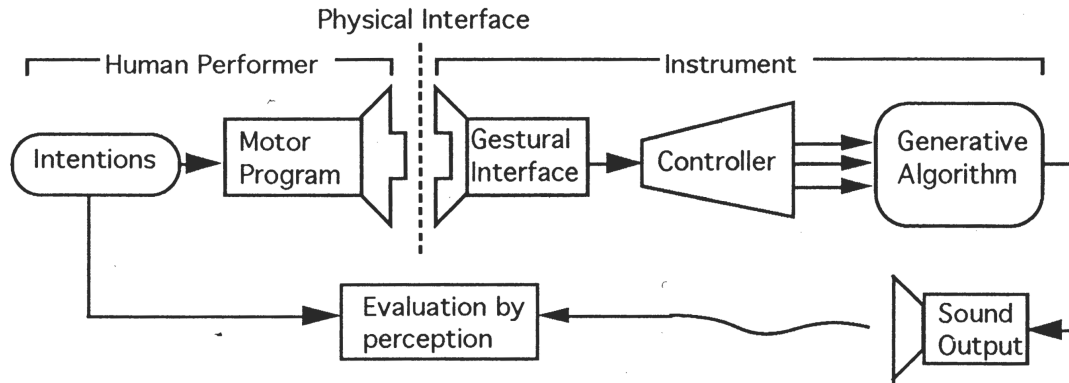 Physical Interface
Human Performer
Instrument
Intentions
Motor
Program
Gestural
Interface
Controller
Generative
Algorithm
Evaluation by
perception
Sound
Output